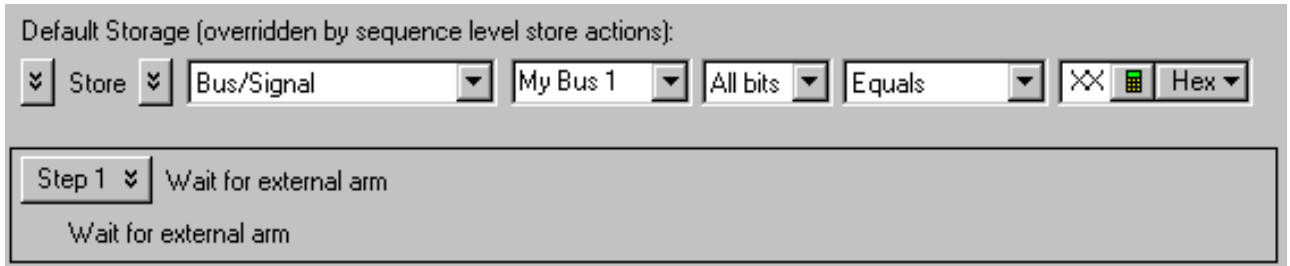 Default Storage (overridden by sequence level store actions):
Store Bus/Signal My Bus 1 All bits Equals XX Hex
Step 1 Wait for external arm
Wait for external arm